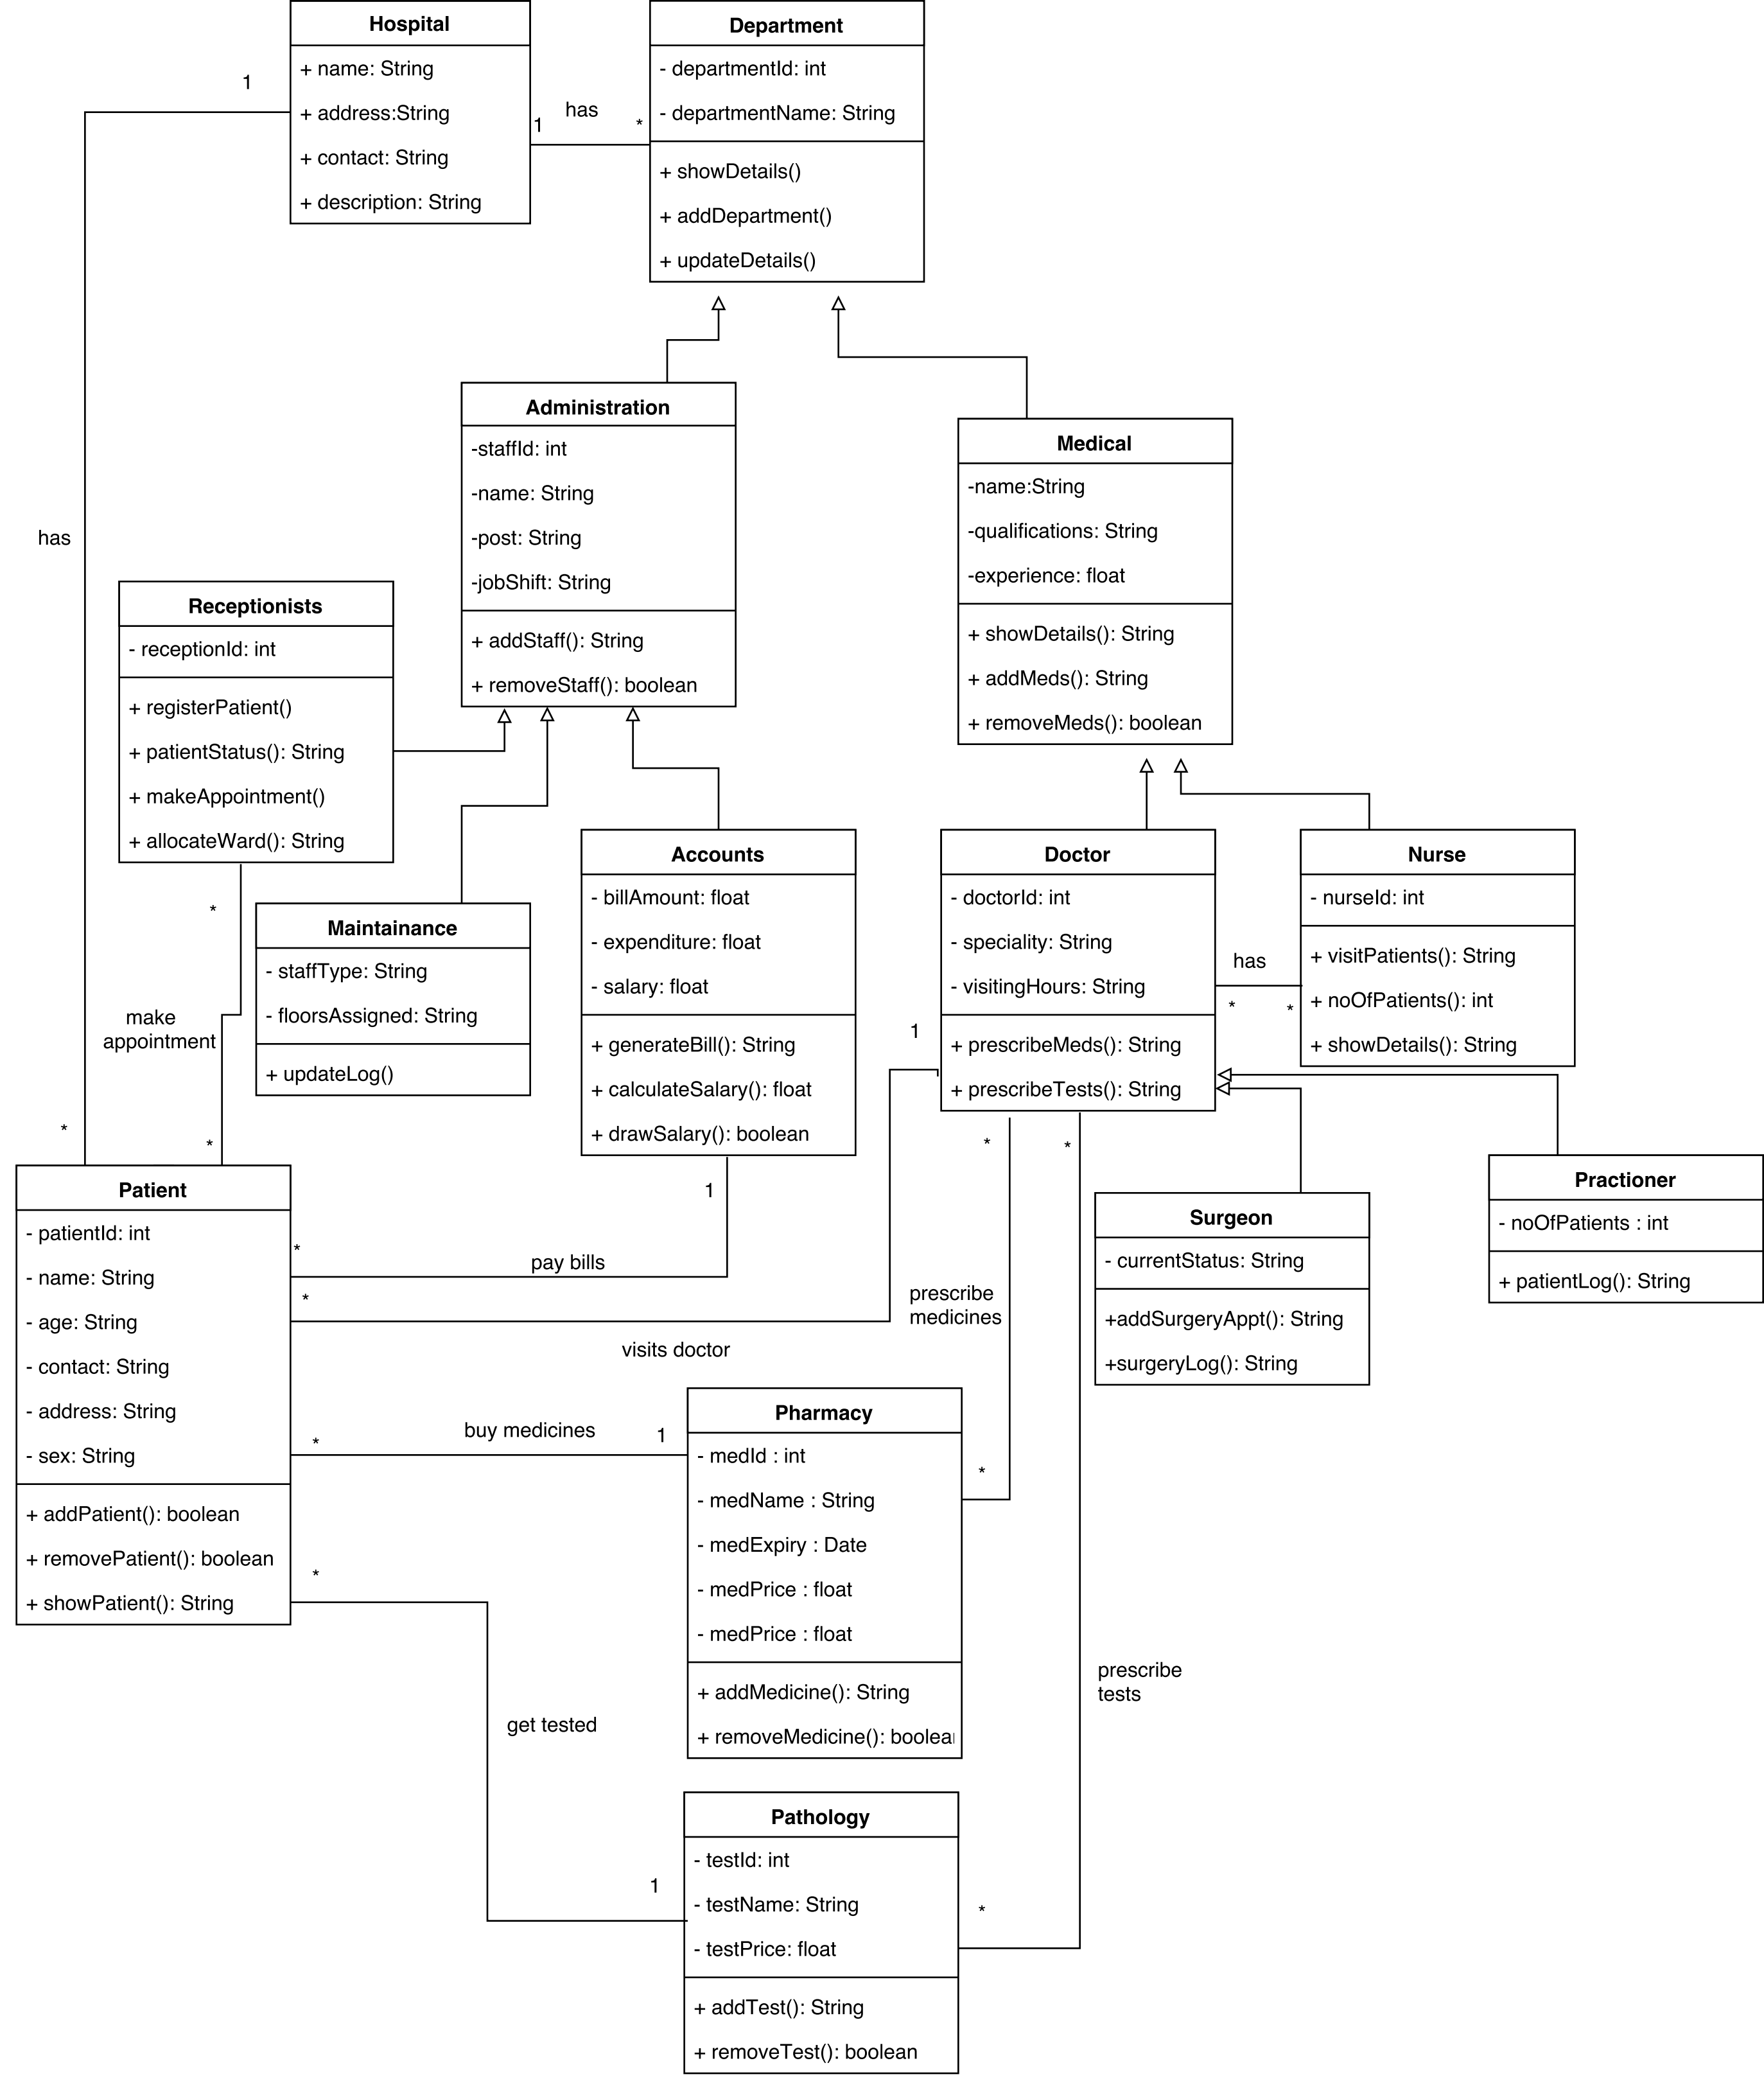 Hospital
+ name: String
+ address:String
+ contact: String
+ description: String
1
has
1
*
Department
- departmentId: int
- departmentName: String
+ showDetails()
+ addDepartment()
+ updateDetails()
Administration
-staffId: int
-name: String
-post: String
-jobShift: String
+ addStaff(): String
+ removeStaff(): boolean
Medical
-name:String
-qualifications: String
-experience: float
+ showDetails(): String
+ addMeds(): String
+ removeMeds(): boolean
has
Receptionists
- receptionId: int
+ registerPatient()
+ patientStatus(): String
+ makeAppointment()
+ allocateWard(): String
*
make
appointment
*
*
Maintainance
- staffType: String
- floorsAssigned: String
+ updateLog()
Accounts
- billAmount: float
- expenditure: float
- salary: float
+ generateBill(): String
+ calculateSalary(): float
+ drawSalary(): boolean
1
1
Doctor
- doctorId: int
- speciality: String
- visitingHours: String
+ prescribeMeds(): String
+ prescribeTests(): String
has
*
*
Nurse
- nurseId: int
+ visitPatients(): String
+ noOfPatients(): int
+ showDetails(): String
*
*
Surgeon
- currentStatus: String
+addSurgeryAppt(): String
+surgeryLog(): String
Practioner
- noOfPatients : int
+ patientLog(): String
Patient
- patientId: int
- name: String
- age: String
- contact: String
- address: String
- sex: String
+ addPatient(): boolean
+ removePatient(): boolean
+ showPatient(): String
*
pay bills
*
visits doctor
prescribe
medicines
*
buy medicines
1
*
Pharmacy
- medId : int
- medName : String
- medExpiry : Date
- medPrice : float
- medPrice : float
+ addMedicine(): String
+ removeMedicine(): boolea
*
get tested
1
prescribe
tests
*
Pathology
- testId: int
- testName: String
- testPrice: float
+ addTest(): String
+ removeTest(): boolean